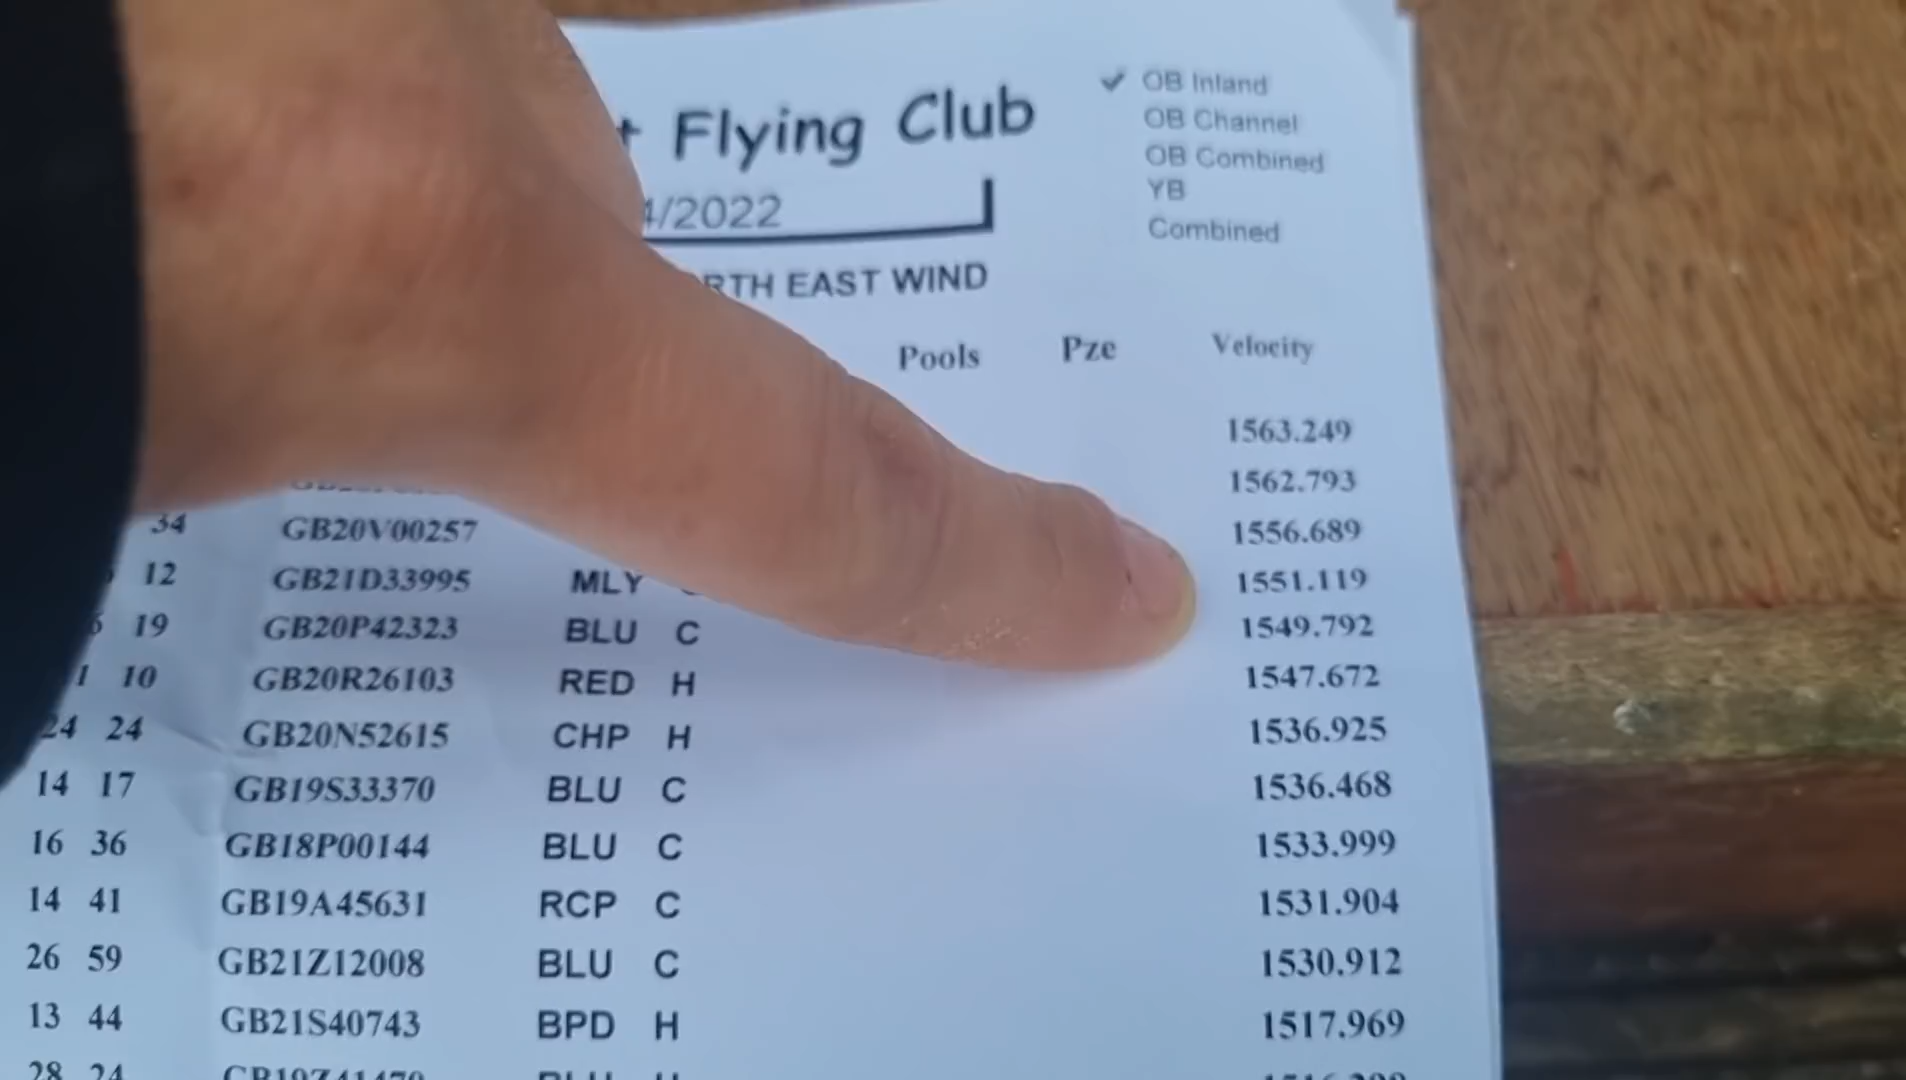 Flying Club
✓ OB Inland
OB Channel
OB Combined
YB
Combined
/2022
EAST WIND
Pools Pze Velocity
1563.249
1562.793
34 GB20V00257 1556.689
12 GB21D33995 MLY 1551.119
19 GB20P42323 BLU C 1549.792
10 GB20R26103 RED H 1547.672
24 24 GB20N52615 CHP H 1536.925
14 17 GB19S33370 BLU C 1536.468
16 36 GB18P00144 BLU C 1533.999
14 41 GB19A45631 RCP C 1531.904
26 59 GB21Z12008 BLU C 1530.912
13 44 GB21S40743 BPD H 1517.969
28 24